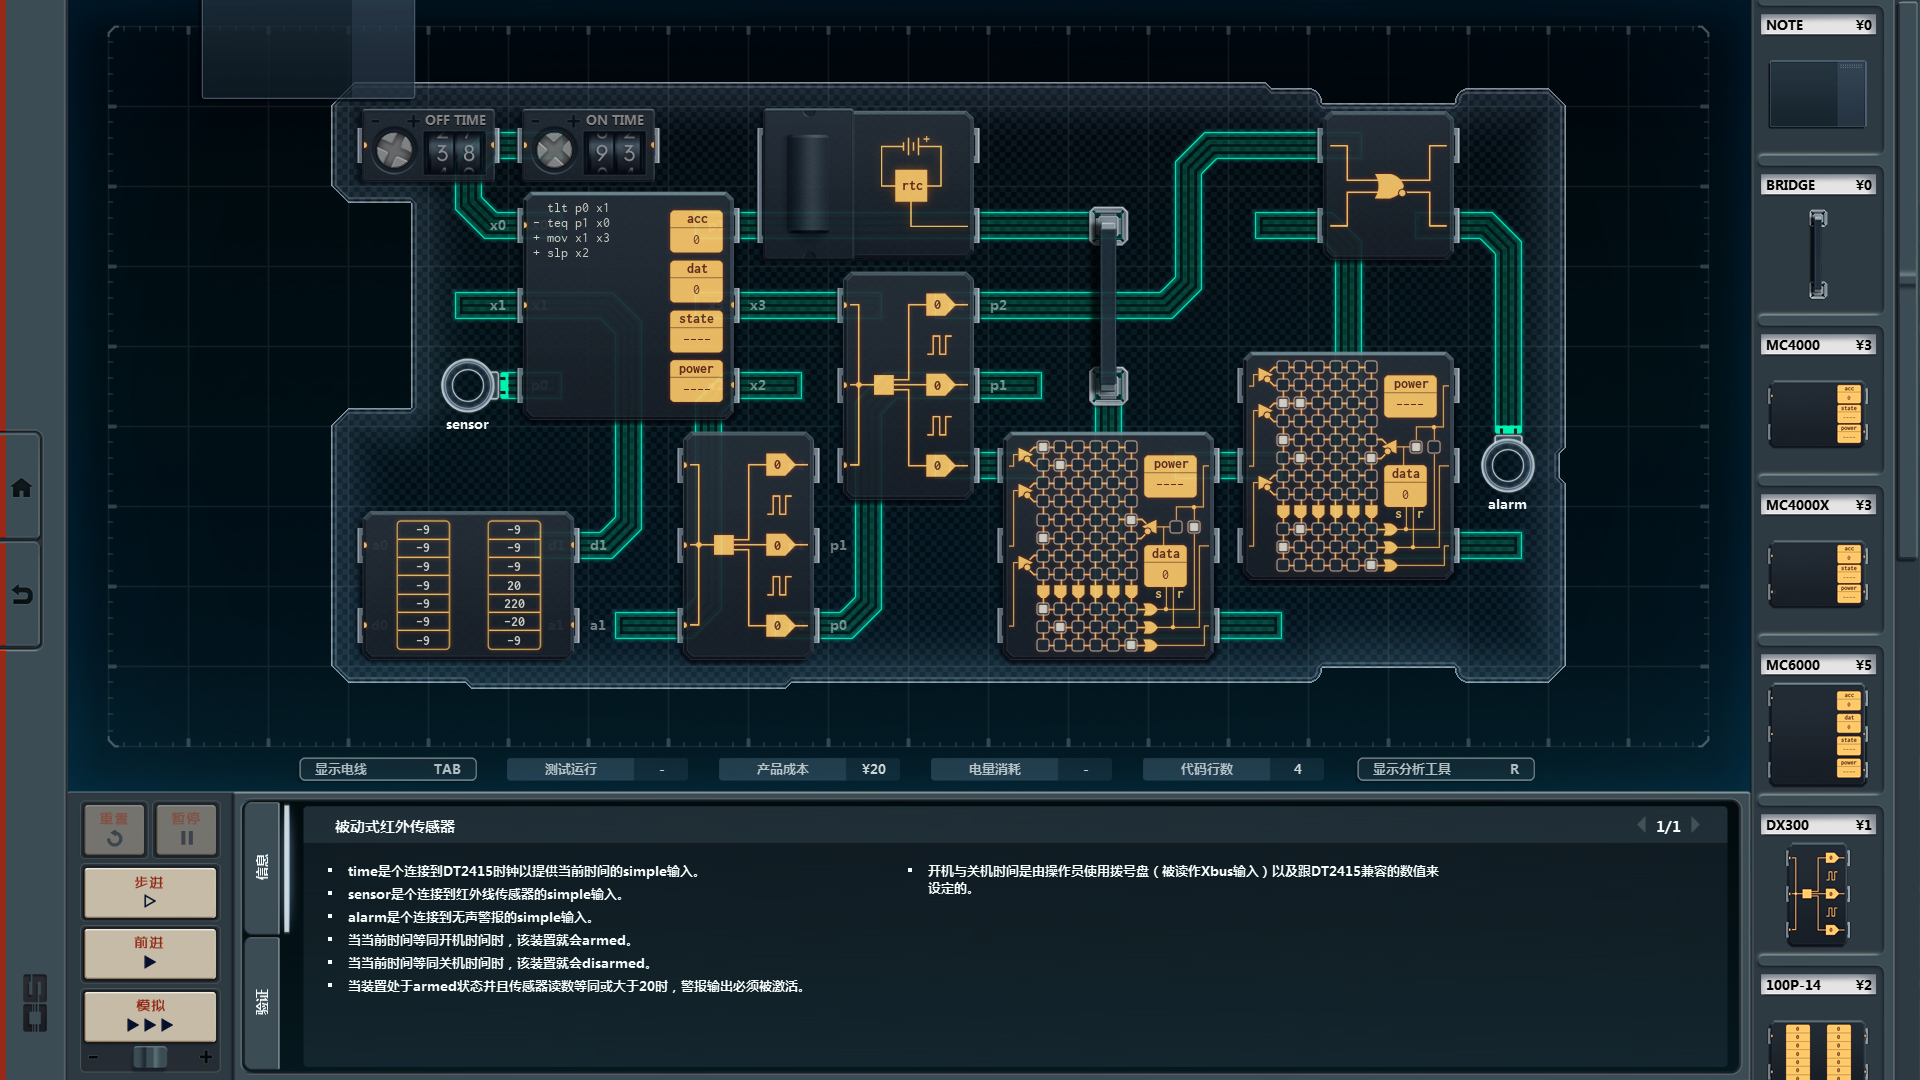 NOTE ¥0
OFF TIME
3 8
ON TIME
9 3
rtc
tlt p0 x1
- teq p1 x0
+ mov x1 x3
+ slp x2
acc
0
dat
0
state
----
power
----
x0
x1
x3
x2
p2
p1
p0
p1
d1
a1
sensor
alarm
0
0
0
0
0
0
-9
-9
-9
-9
-9
-9
-9
-9
-9
-9
20
220
-20
-9
power
----
data
0
s r
power
----
data
0
s r
BRIDGE ¥0
MC4000 ¥3
acc
0
state
----
power
----
MC4000X ¥3
acc
0
state
----
power
----
MC6000 ¥5
acc
0
dat
0
state
----
power
----
DX300 ¥1
0
0
0
100P-14 ¥2
显示电线 TAB
测试运行 -
产品成本 ¥20
电量消耗 -
代码行数 4
显示分析工具 R
重置
暂停
步进
前进
模拟
- +
信息
验证
被动式红外传感器
1/1
▪ time是个连接到DT2415时钟以提供当前时间的simple输入。
▪ sensor是个连接到红外线传感器的simple输入。
▪ alarm是个连接到无声警报的simple输入。
▪ 当当前时间等同开机时间时，该装置就会armed。
▪ 当当前时间等同关机时间时，该装置就会disarmed。
▪ 当装置处于armed状态并且传感器读数等同或大于20时，警报输出必须被激活。
▪ 开机与关机时间是由操作员使用拨号盘（被读作Xbus输入）以及跟DT2415兼容的数值来
设定的。